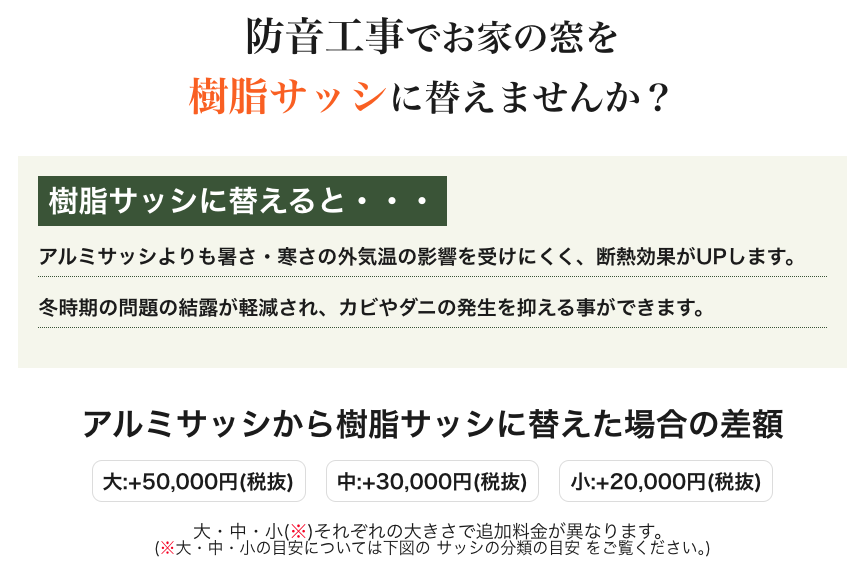 防音工事でお家の窓を
樹脂サッシに替えませんか？
樹脂サッシに替えると・・・
アルミサッシよりも暑さ・寒さの外気温の影響を受けにくく、断熱効果がUPします。
冬時期の問題の結露が軽減され、カビやダニの発生を抑える事ができます。
アルミサッシから樹脂サッシに替えた場合の差額
大:+50,000円(税抜) 中:+30,000円(税抜) 小:+20,000円(税抜)
大・中・小(※)それぞれの大きさで追加料金が異なります。
(※大・中・小の目安については下図の サッシの分類の目安 をご覧ください。)